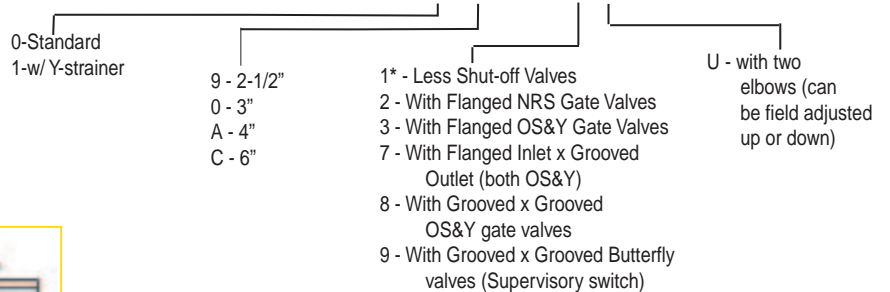 0-Standard
1-w/ Y-strainer
9 - 2-1/2”
0 - 3”
A - 4”
C - 6”
1* - Less Shut-off Valves
2 - With Flanged NRS Gate Valves
3 - With Flanged OS&Y Gate Valves
7 - With Flanged Inlet x Grooved
Outlet (both OS&Y)
8 - With Grooved x Grooved
OS&Y gate valves
9 - With Grooved x Grooved Butterfly
valves (Supervisory switch)
U - with two
elbows (can
be field adjusted
up or down)